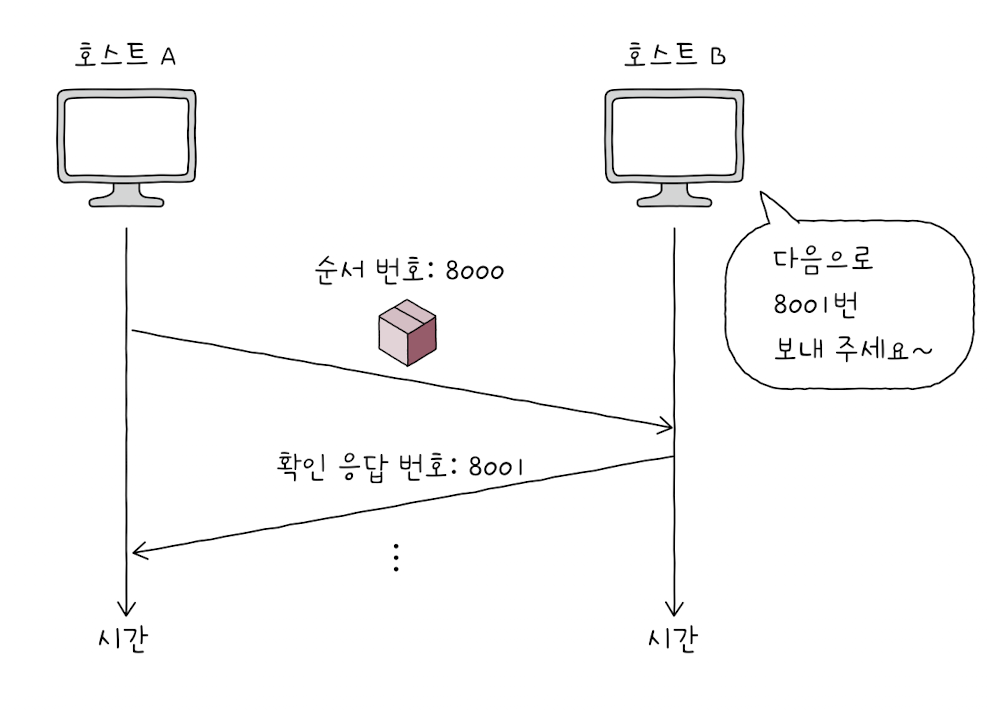 호스트 A
호스트 B
순서 번호: 8000
다음으로
8001번
보내 주세요~
확인 응답 번호: 8001
시간
시간